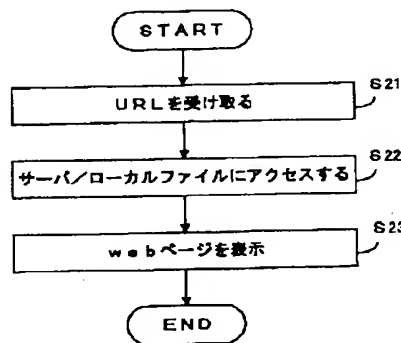 START
S21
URLを受け取る
S22
サーバ/ローカルファイルにアクセスする
S23
webページを表示
END